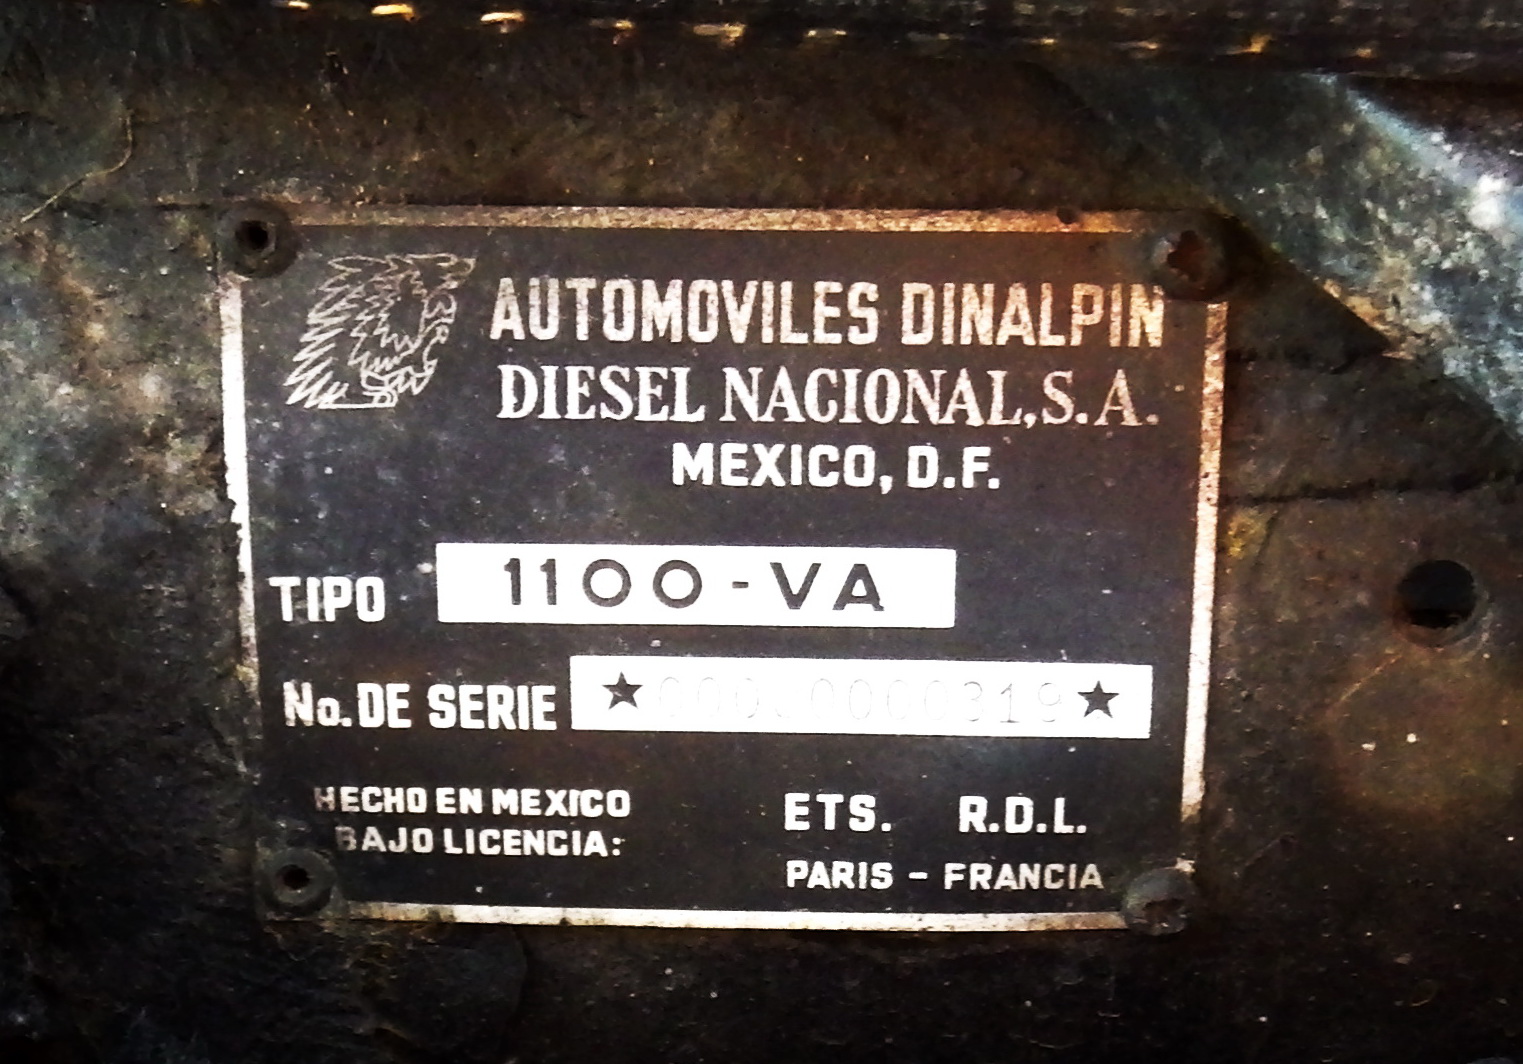 AUTOMOVILES DINALPIN
DIESEL NACIONAL, S.A.
MEXICO, D.F.
TIPO 1100-VA
No. DE SERIE ★00000000319★
HECHO EN MEXICO
BAJO LICENCIA:
ETS. R.D.L.
PARIS - FRANCIA